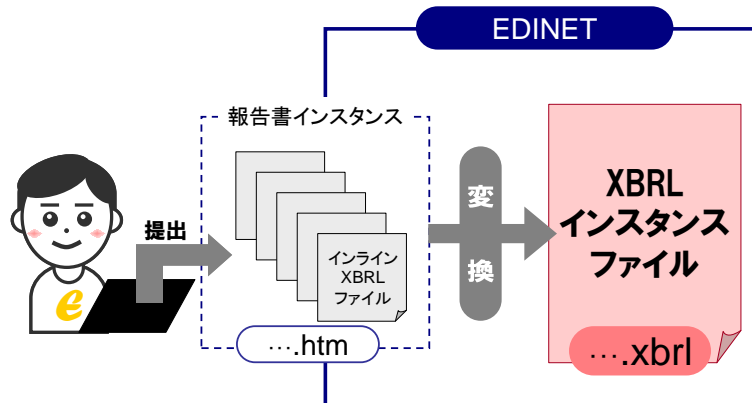 EDINET
報告書インスタンス
提出
e
インライン
XBRL
ファイル
….htm
変
換
XBRL
インスタンス
ファイル
….xbrl